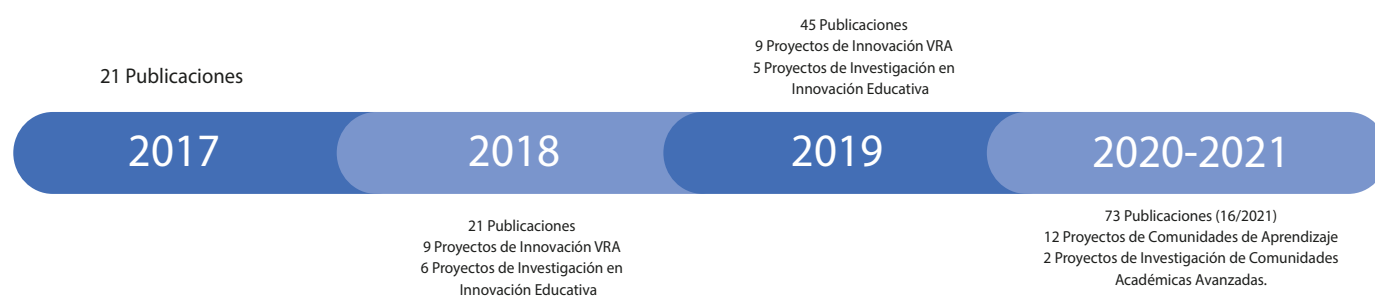 21 Publicaciones
2017
2018
21 Publicaciones
9 Proyectos de Innovación VRA
6 Proyectos de Investigación en
Innovación Educativa
45 Publicaciones
9 Proyectos de Innovación VRA
5 Proyectos de Investigación en
Innovación Educativa
2019
2020-2021
73 Publicaciones (16/2021)
12 Proyectos de Comunidades de Aprendizaje
2 Proyectos de Investigación de Comunidades
Académicas Avanzadas.